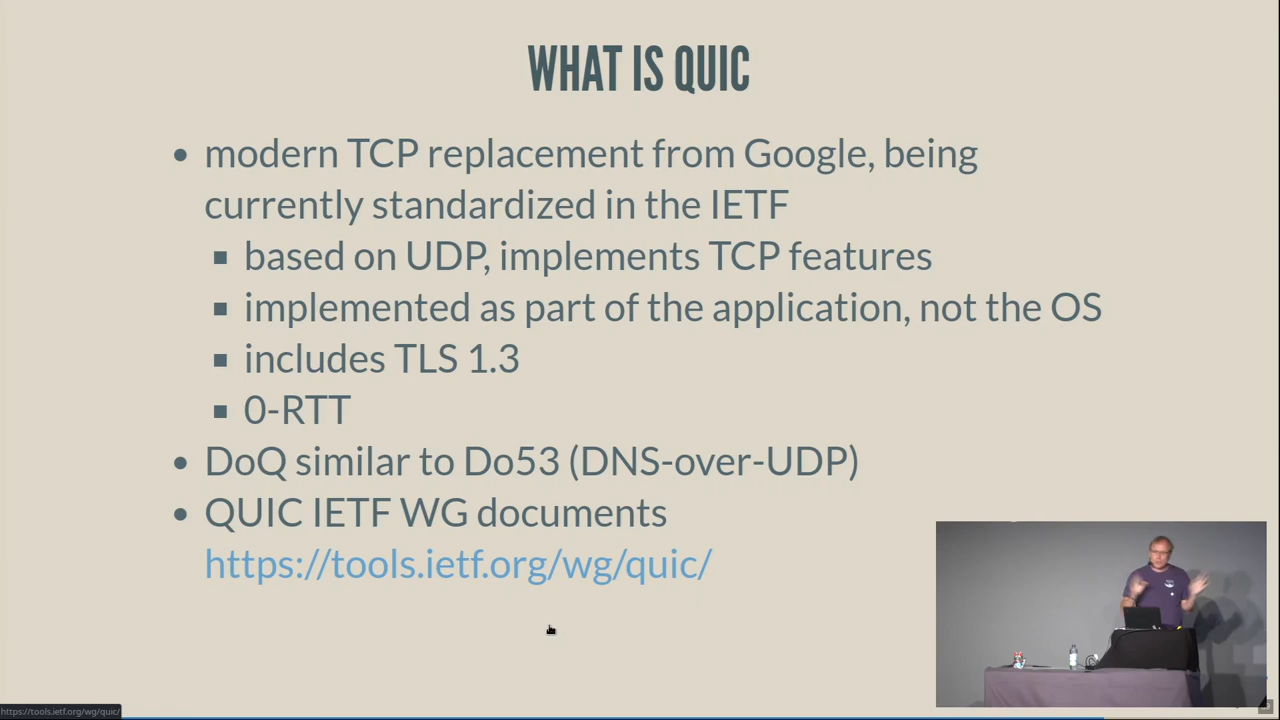 WHAT IS QUIC
• modern TCP replacement from Google, being
currently standardized in the IETF
▪ based on UDP, implements TCP features
▪ implemented as part of the application, not the OS
▪ includes TLS 1.3
▪ 0-RTT
• DoQ similar to Do53 (DNS-over-UDP)
• QUIC IETF WG documents
https://tools.ietf.org/wg/quic/
https://tools.ietf.org/wg/quic/